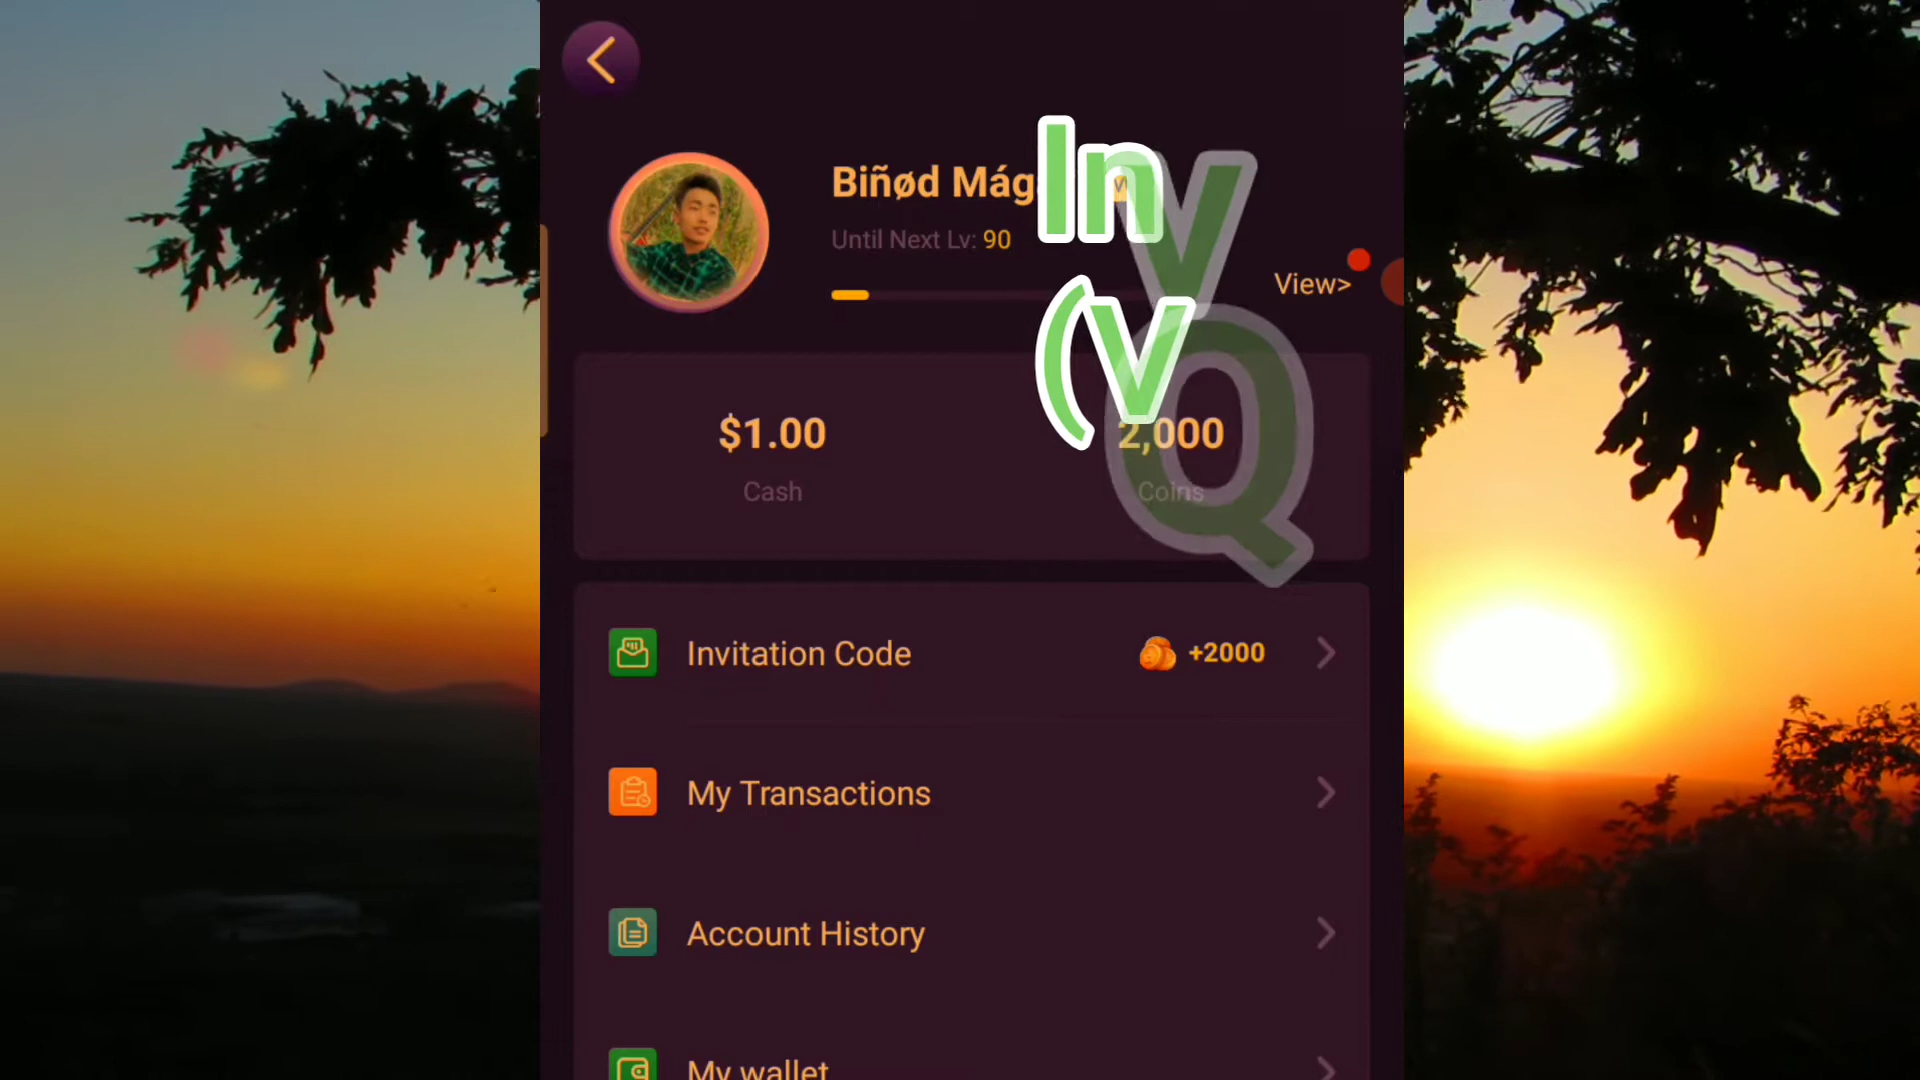 Biñød Mág
In
V
Until Next Lv: 90
View>
(V
Q
$1.00
2,000
Cash
Coins
Invitation Code
+2000
My Transactions
Account History
My wallet